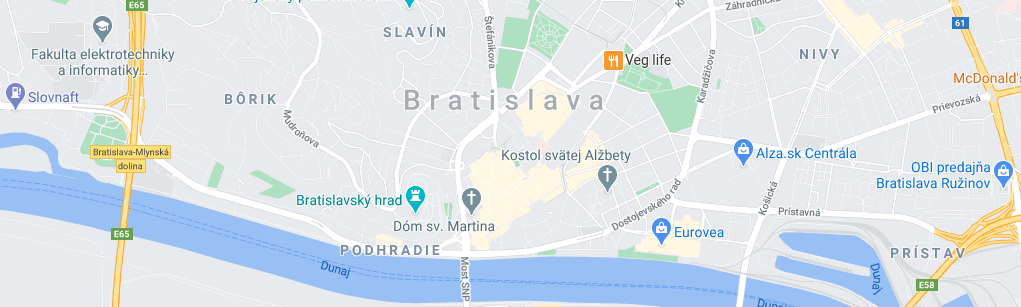 E65
Záhradnícka
61
SLAVÍN
Štefánikova
Fakulta elektrotechniky
a informatiky...
NIVY
Veg life
Karadžičova
McDonald's
Slovnaft
BÔRIK
Bratislava
Prievozská
Mudroňova
Bratislava-Mlynská
dolina
Kostol svätej Alžbety
Alza.sk Centrála
OBI predajňa
Bratislava Ružinov
Bratislavský hrad
Dostojevského rad
Košická
Prístavná
Dóm sv. Martina
Eurovea
E65
PODHRADIE
PRÍSTAV
Dunaj
Most SNP
Dunaj
E58